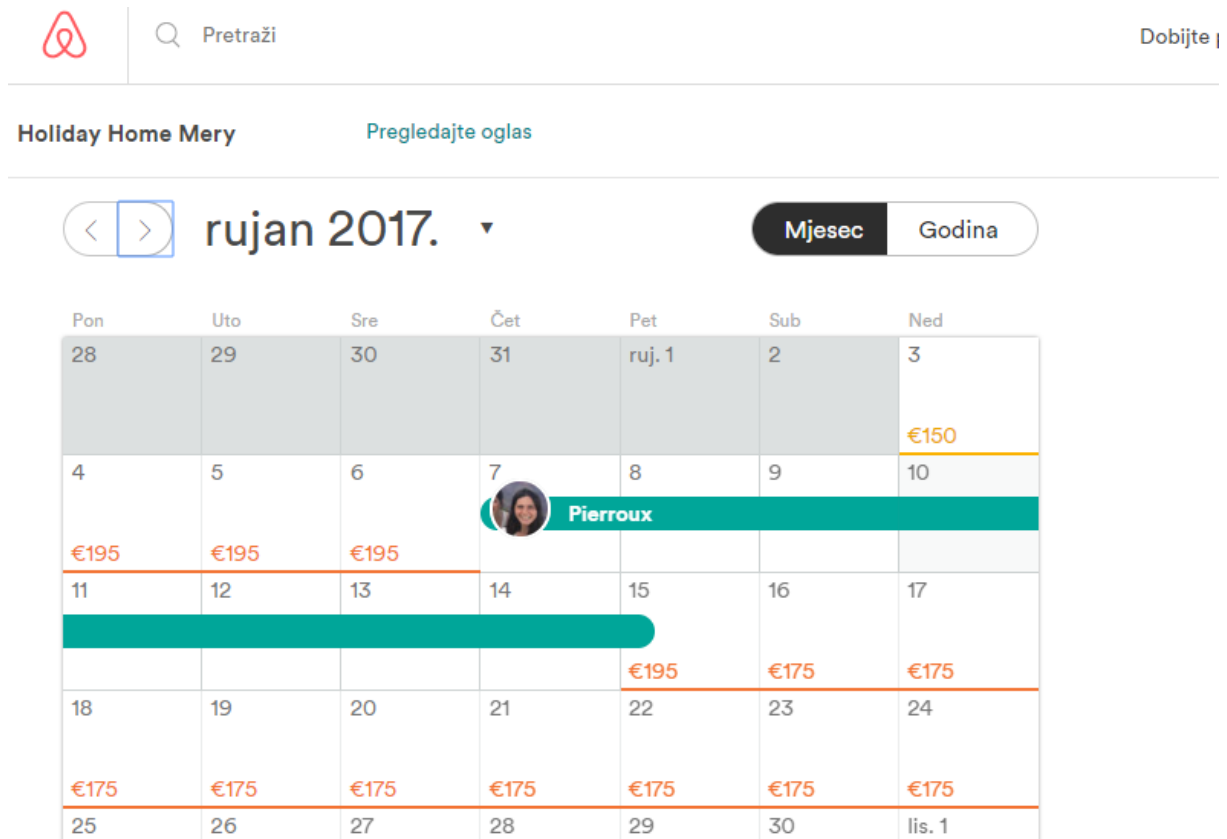 Pretraži
Dobijte
Holiday Home Mery Pregledajte oglas
rujan 2017. Mjesec Godina
Pon Uto Sre Čet Pet Sub Ned
28 29 30 31 ruj. 1 2 3
€150
4 5 6 7 8 9 10
Pierroux
€195 €195 €195
11 12 13 14 15 16 17
€195 €175 €175
18 19 20 21 22 23 24
€175 €175 €175 €175 €175 €175 €175
25 26 27 28 29 30 lis. 1